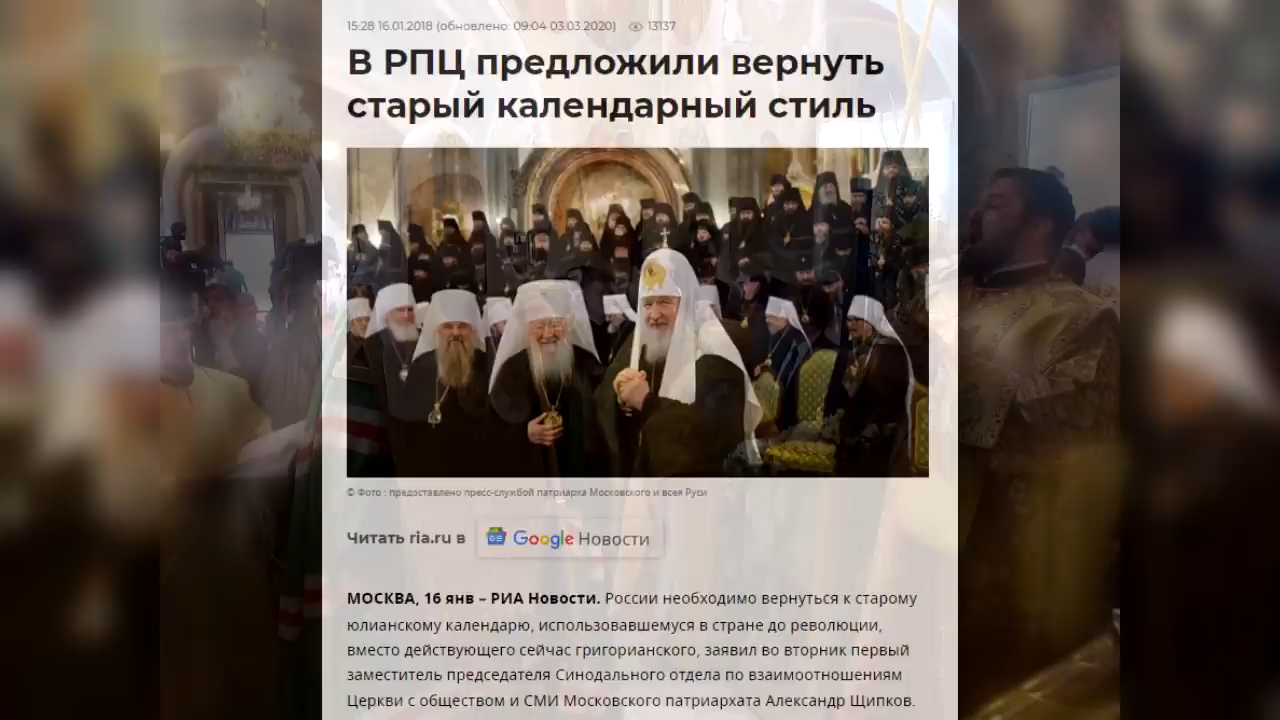 15:28 16.01.2018 (обновлено: 09:04 03.03.2020) 13137
В РПЦ предложили вернуть
старый календарный стиль
© Фото : предоставлено пресс-службой патриарха Московского и всея Руси
Читать ria.ru в Google Новости
МОСКВА, 16 янв – РИА Новости. России необходимо вернуться к старому
юлианскому календарю, использовавшемуся в стране до революции,
вместо действующего сейчас григорианского, заявил во вторник первый
заместитель председателя Синодального отдела по взаимоотношениям
Церкви с обществом и СМИ Московского патриархата Александр Щипков.